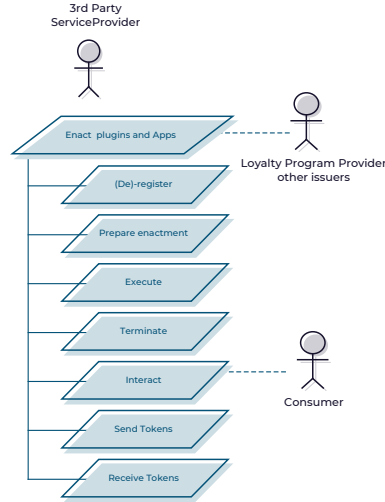 3rd Party
ServiceProvider
Enact plugins and Apps
Loyalty Program Provider
other issuers
(De)-register
Prepare enactment
Execute
Terminate
Interact
Consumer
Send Tokens
Receive Tokens